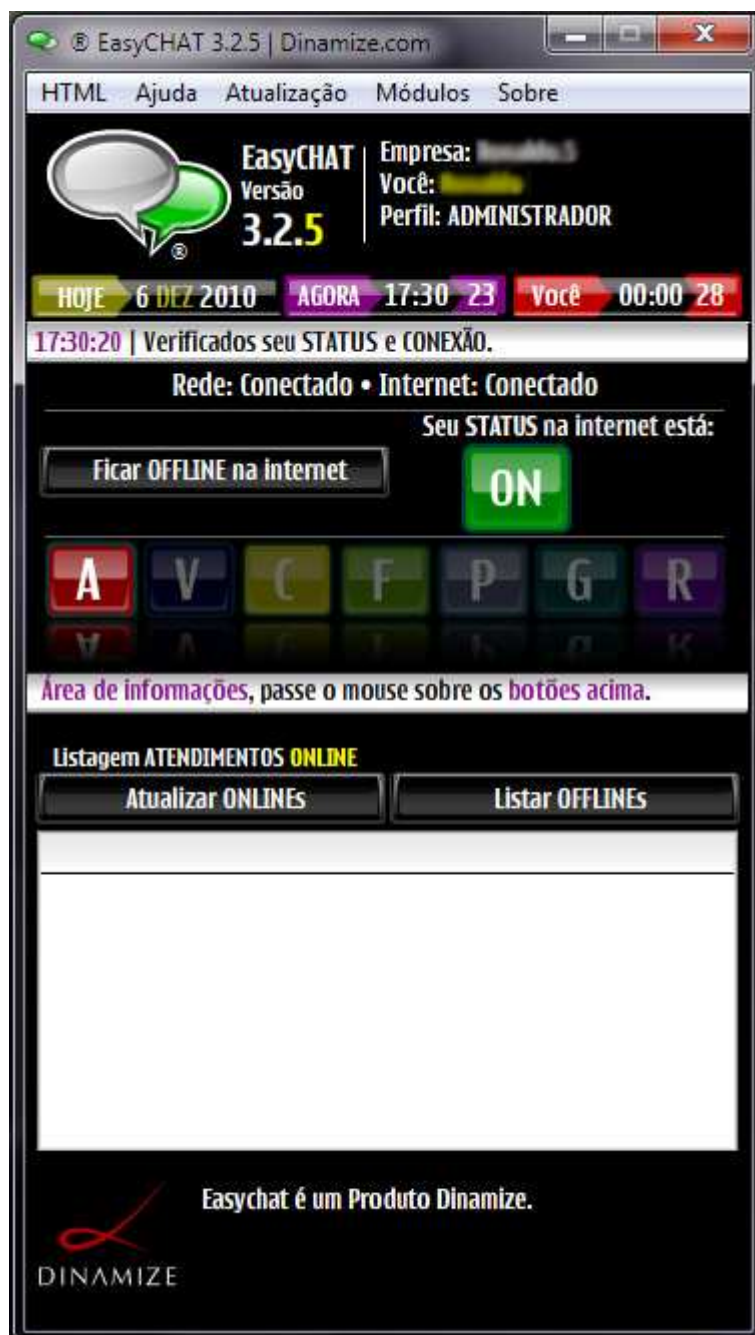 ® EasyCHAT 3.2.5 | Dinamize.com
HTML Ajuda Atualização Módulos Sobre
EasyCHAT
Versão
3.2.5
®
Empresa:
Você:
Perfil: ADMINISTRADOR
HOJE 6 DEZ 2010 AGORA 17:30 23 Você 00:00 28
17:30:20 | Verificados seu STATUS e CONEXÃO.
Rede: Conectado • Internet: Conectado
Seu STATUS na internet está:
Ficar OFFLINE na internet
ON
A V C F P G R
Área de informações, passe o mouse sobre os botões acima.
Listagem ATENDIMENTOS ONLINE
Atualizar ONLINEs Listar OFFLINEs
Easychat é um Produto Dinamize.
DINAMIZE